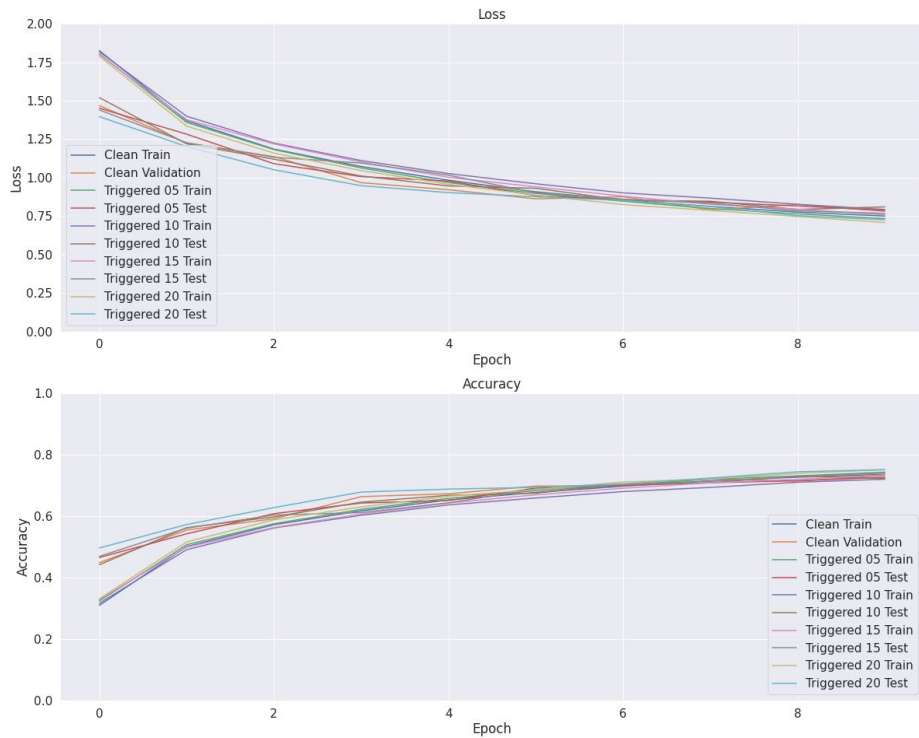 Loss
2.00
1.75
1.50
1.25
1.00
0.75
0.50
0.25
0.00
Loss
Clean Train
Clean Validation
Triggered 05 Train
Triggered 05 Test
Triggered 10 Train
Triggered 10 Test
Triggered 15 Train
Triggered 15 Test
Triggered 20 Train
Triggered 20 Test
0 2 4 6 8
Epoch
Accuracy
1.0
0.8
0.6
0.4
0.2
0.0
Accuracy
Clean Train
Clean Validation
Triggered 05 Train
Triggered 05 Test
Triggered 10 Train
Triggered 10 Test
Triggered 15 Train
Triggered 15 Test
Triggered 20 Train
Triggered 20 Test
0 2 4 6 8
Epoch